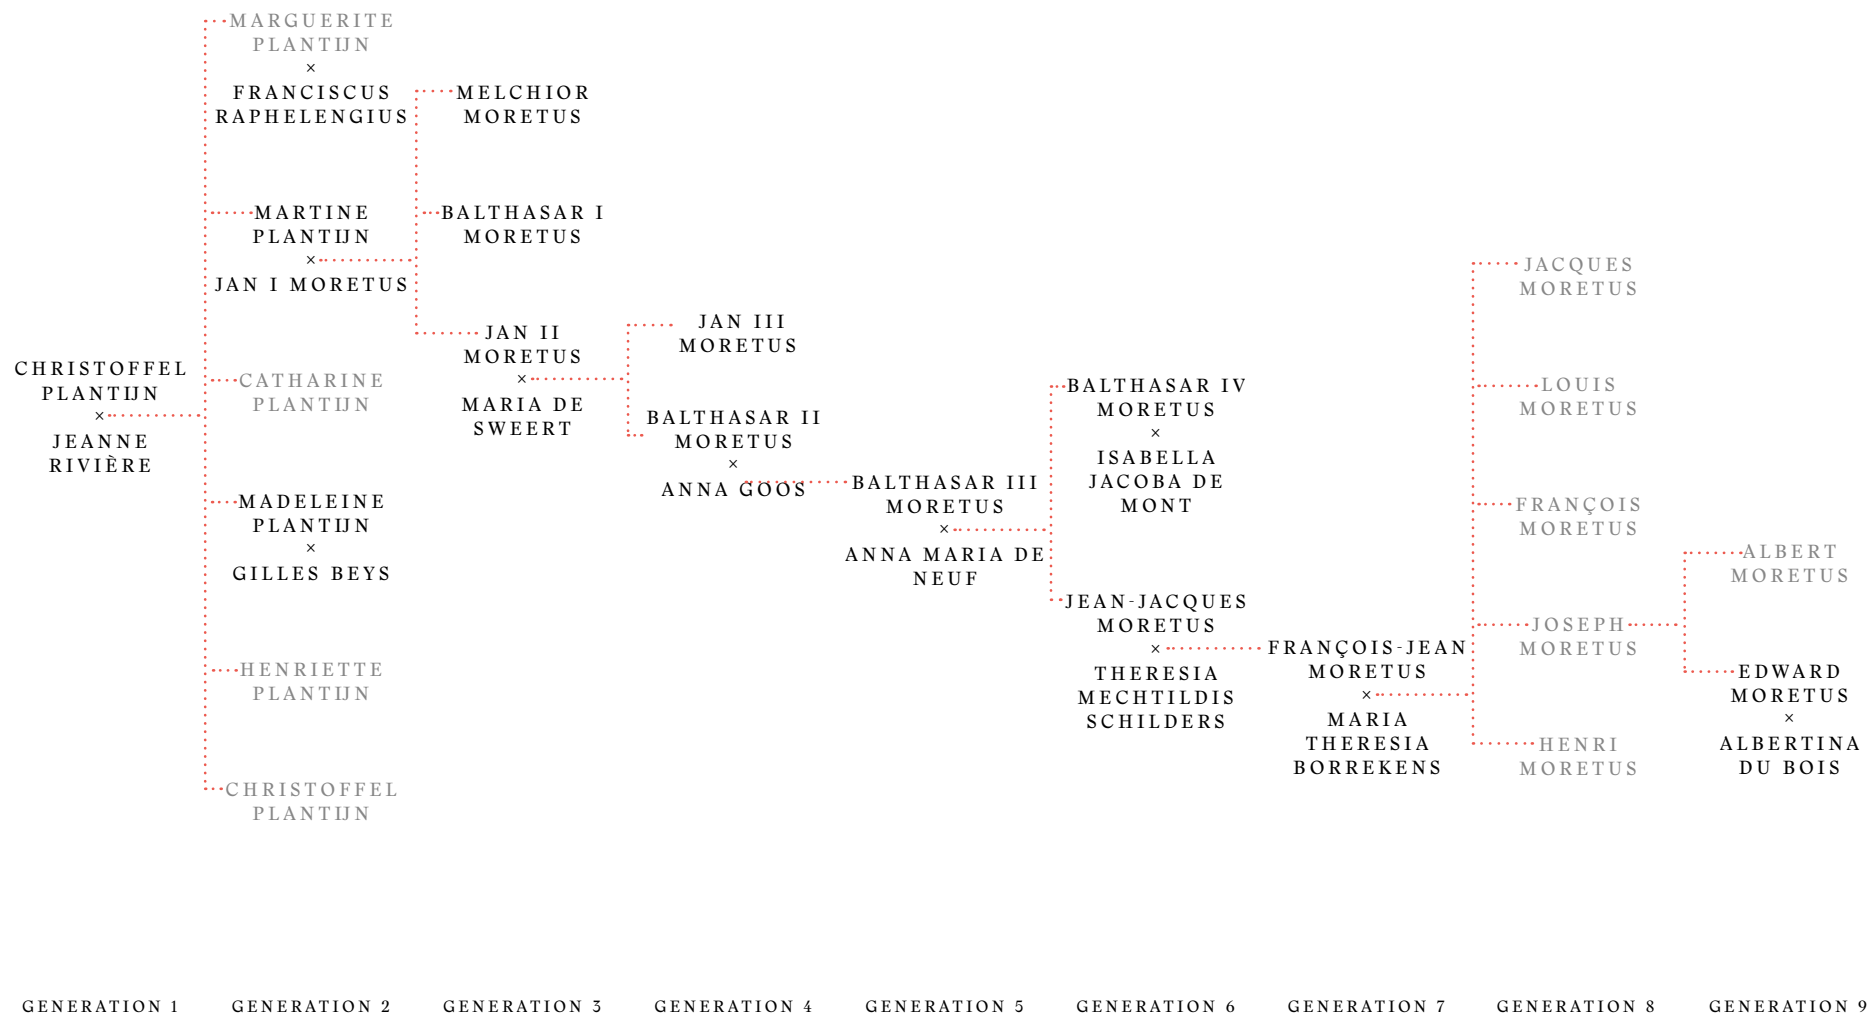 MARGUERITE
PLANTIJN
×
FRANCISCUS
RAPHELENGIUS
MELCHIOR
MORETUS
MARTINE
PLANTIJN
×
JAN I MORETUS
BALTHASAR I
MORETUS
JAN II
MORETUS
×
MARIA DE
SWEERT
JAN III
MORETUS
CHRISTOFFEL
PLANTIJN
×
JEANNE
RIVIÈRE
CATHARINE
PLANTIJN
BALTHASAR II
MORETUS
×
ANNA GOOS
MADELEINE
PLANTIJN
×
GILLES BEYS
BALTHASAR III
MORETUS
×
ANNA MARIA DE
NEUF
BALTHASAR IV
MORETUS
×
ISABELLA
JACOBA DE
MONT
JEAN-JACQUES
MORETUS
×
THERESIA
MECHTILDIS
SCHILDERS
FRANÇOIS-JEAN
MORETUS
×
MARIA
THERESIA
BORREKENS
JACQUES
MORETUS
LOUIS
MORETUS
FRANÇOIS
MORETUS
JOSEPH
MORETUS
HENRI
MORETUS
ALBERT
MORETUS
EDWARD
MORETUS
×
ALBERTINA
DU BOIS
HENRIETTE
PLANTIJN
CHRISTOFFEL
PLANTIJN
GENERATION 1
GENERATION 2
GENERATION 3
GENERATION 4
GENERATION 5
GENERATION 6
GENERATION 7
GENERATION 8
GENERATION 9